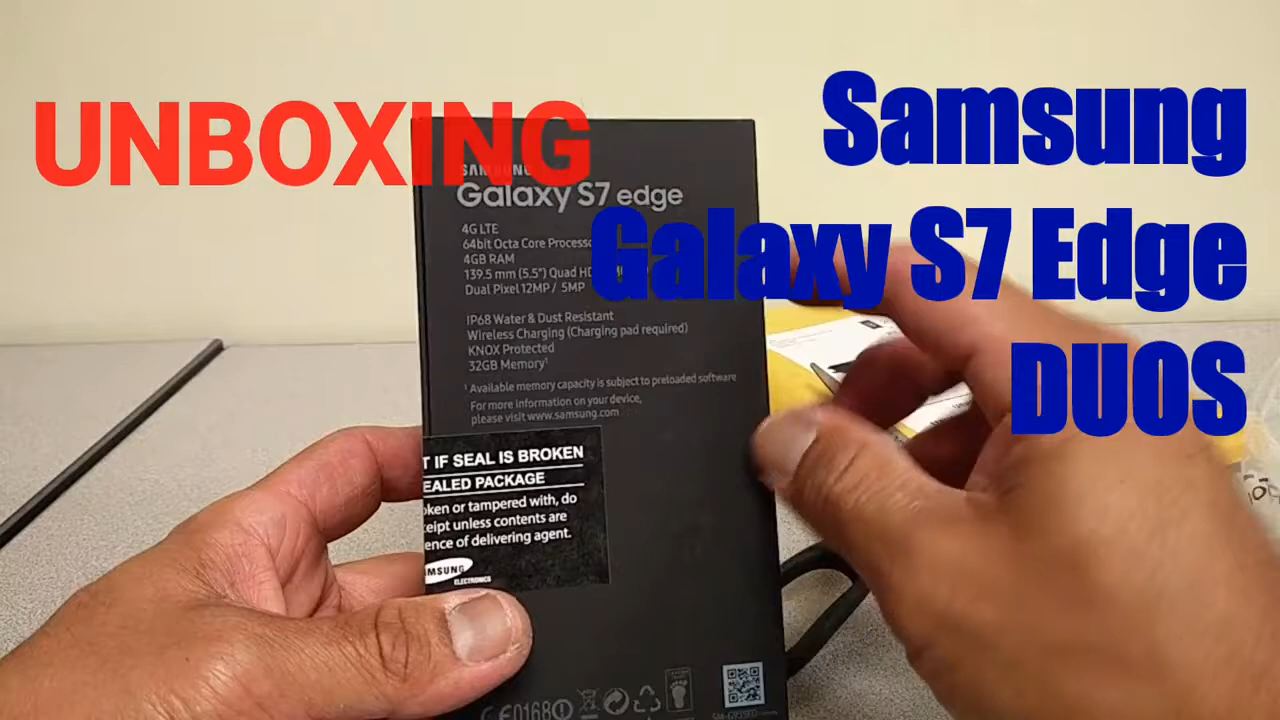 UNBOXING
Samsung
Galaxy S7 Edge
DUOS
SAMSUNG
Galaxy S7 edge
4G LTE
64bit Octa Core
4GB RAM
139.5 mm (5.5") Quad HD
Dual Pixel 12MP / 5MP
IP68 Water & Dust Resistant
Wireless Charging (Charging pad required)
KNOX Protected
32GB Memory¹
¹ Available memory capacity is subject to preloaded software
For more information on your device,
please visit www.samsung.com
T IF SEAL IS BROKEN
EALED PACKAGE
oken or tampered with, do
eipt unless contents are
ence of delivering agent.
AMSUNG
ELECTRONICS
CE0168